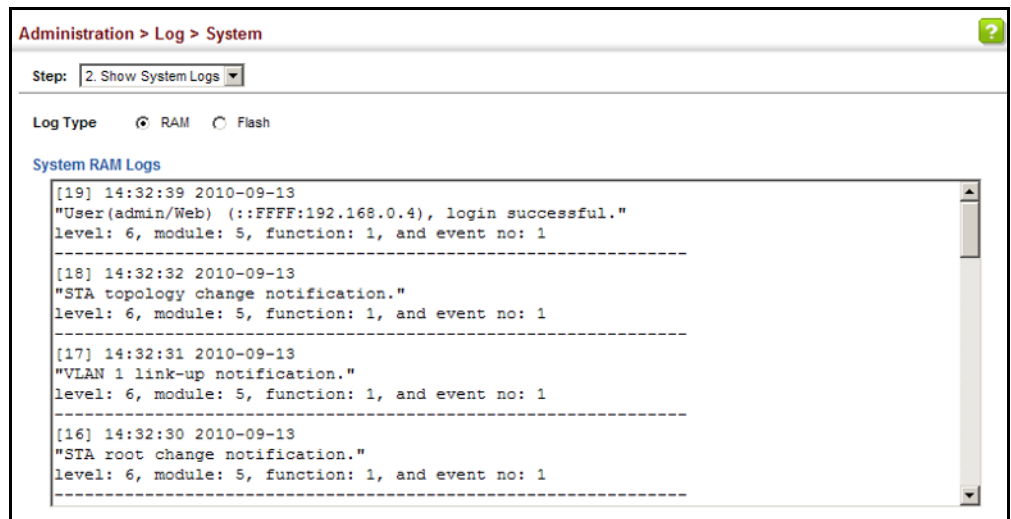 Administration > Log > System
?
Step: 2. Show System Logs
Log Type RAM Flash
System RAM Logs
[19] 14:32:39 2010-09-13
"User(admin/Web) (::FFFF:192.168.0.4), login successful."
level: 6, module: 5, function: 1, and event no: 1
---------------------------------------------------------------
[18] 14:32:32 2010-09-13
"STA topology change notification."
level: 6, module: 5, function: 1, and event no: 1
---------------------------------------------------------------
[17] 14:32:31 2010-09-13
"VLAN 1 link-up notification."
level: 6, module: 5, function: 1, and event no: 1
---------------------------------------------------------------
[16] 14:32:30 2010-09-13
"STA root change notification."
level: 6, module: 5, function: 1, and event no: 1
---------------------------------------------------------------